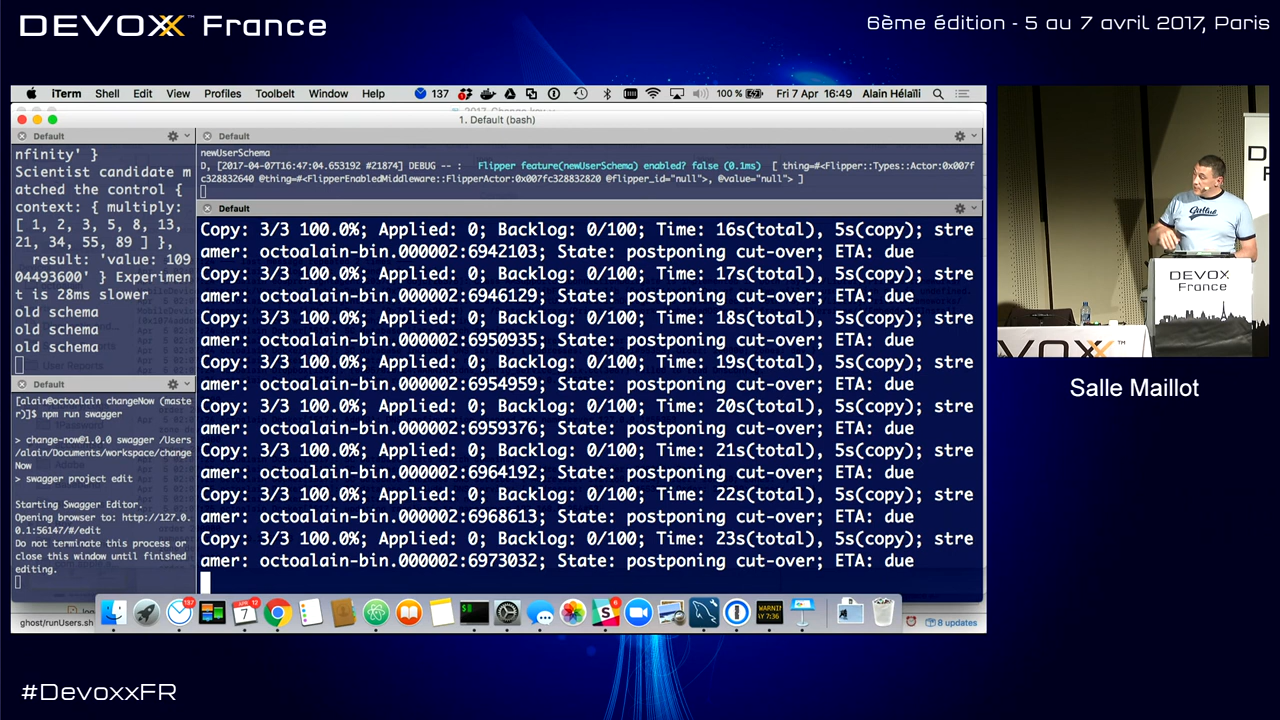 DEVOXX™ France
6ème édition - 5 au 7 avril 2017, Paris
iTerm Shell Edit View Profiles Toolbelt Window Help 137 100 % Fri 7 Apr 16:49 Alain Hélaïli
1. Default (bash)
Default
nfinity' }
Scientist candidate m
atched the control {
context: { multiply:
[ 1, 2, 3, 5, 8, 13,
21, 34, 55, 89 ] },
result: 'value: 190
04493600' } Experimen
t is 28ms slower
old schema
old schema
old schema
Default
[alain@octoalain changeNow (maste
r)]$ npm run swagger
> change-now@1.0.0 swagger /Users
/alain/Documents/workspace/change
Now
> swagger project edit
Starting Swagger Editor.
Opening browser to: http://127.0.
0.1:56147/#/edit
Do not terminate this process or
close this window until finished
editing.
Default
newUserSchema
D, [2017-04-07T16:47:04.653192 #21874] DEBUG -- : Flipper feature(newUserSchema) enabled? false (0.1ms) [ thing=#<Flipper::Types::Actor:0x007f
c328832640 @thing=#<FlipperEnabledMiddleware::FlipperActor:0x007fc328832820 @flipper_id="null">, @value="null"> ]
Default
Copy: 3/3 100.0%; Applied: 0; Backlog: 0/100; Time: 16s(total), 5s(copy); stre
amer: octoalain-bin.000002:6942103; State: postponing cut-over; ETA: due
Copy: 3/3 100.0%; Applied: 0; Backlog: 0/100; Time: 17s(total), 5s(copy); stre
amer: octoalain-bin.000002:6946129; State: postponing cut-over; ETA: due
Copy: 3/3 100.0%; Applied: 0; Backlog: 0/100; Time: 18s(total), 5s(copy); stre
amer: octoalain-bin.000002:6950935; State: postponing cut-over; ETA: due
Copy: 3/3 100.0%; Applied: 0; Backlog: 0/100; Time: 19s(total), 5s(copy); stre
amer: octoalain-bin.000002:6954959; State: postponing cut-over; ETA: due
Copy: 3/3 100.0%; Applied: 0; Backlog: 0/100; Time: 20s(total), 5s(copy); stre
amer: octoalain-bin.000002:6959376; State: postponing cut-over; ETA: due
Copy: 3/3 100.0%; Applied: 0; Backlog: 0/100; Time: 21s(total), 5s(copy); stre
amer: octoalain-bin.000002:6964192; State: postponing cut-over; ETA: due
Copy: 3/3 100.0%; Applied: 0; Backlog: 0/100; Time: 22s(total), 5s(copy); stre
amer: octoalain-bin.000002:6968613; State: postponing cut-over; ETA: due
Copy: 3/3 100.0%; Applied: 0; Backlog: 0/100; Time: 23s(total), 5s(copy); stre
amer: octoalain-bin.000002:6973032; State: postponing cut-over; ETA: due
ghost/runUsers.sh
8 updates
GitHub
DEVOX
France
Salle Maillot
#DevoxxFR